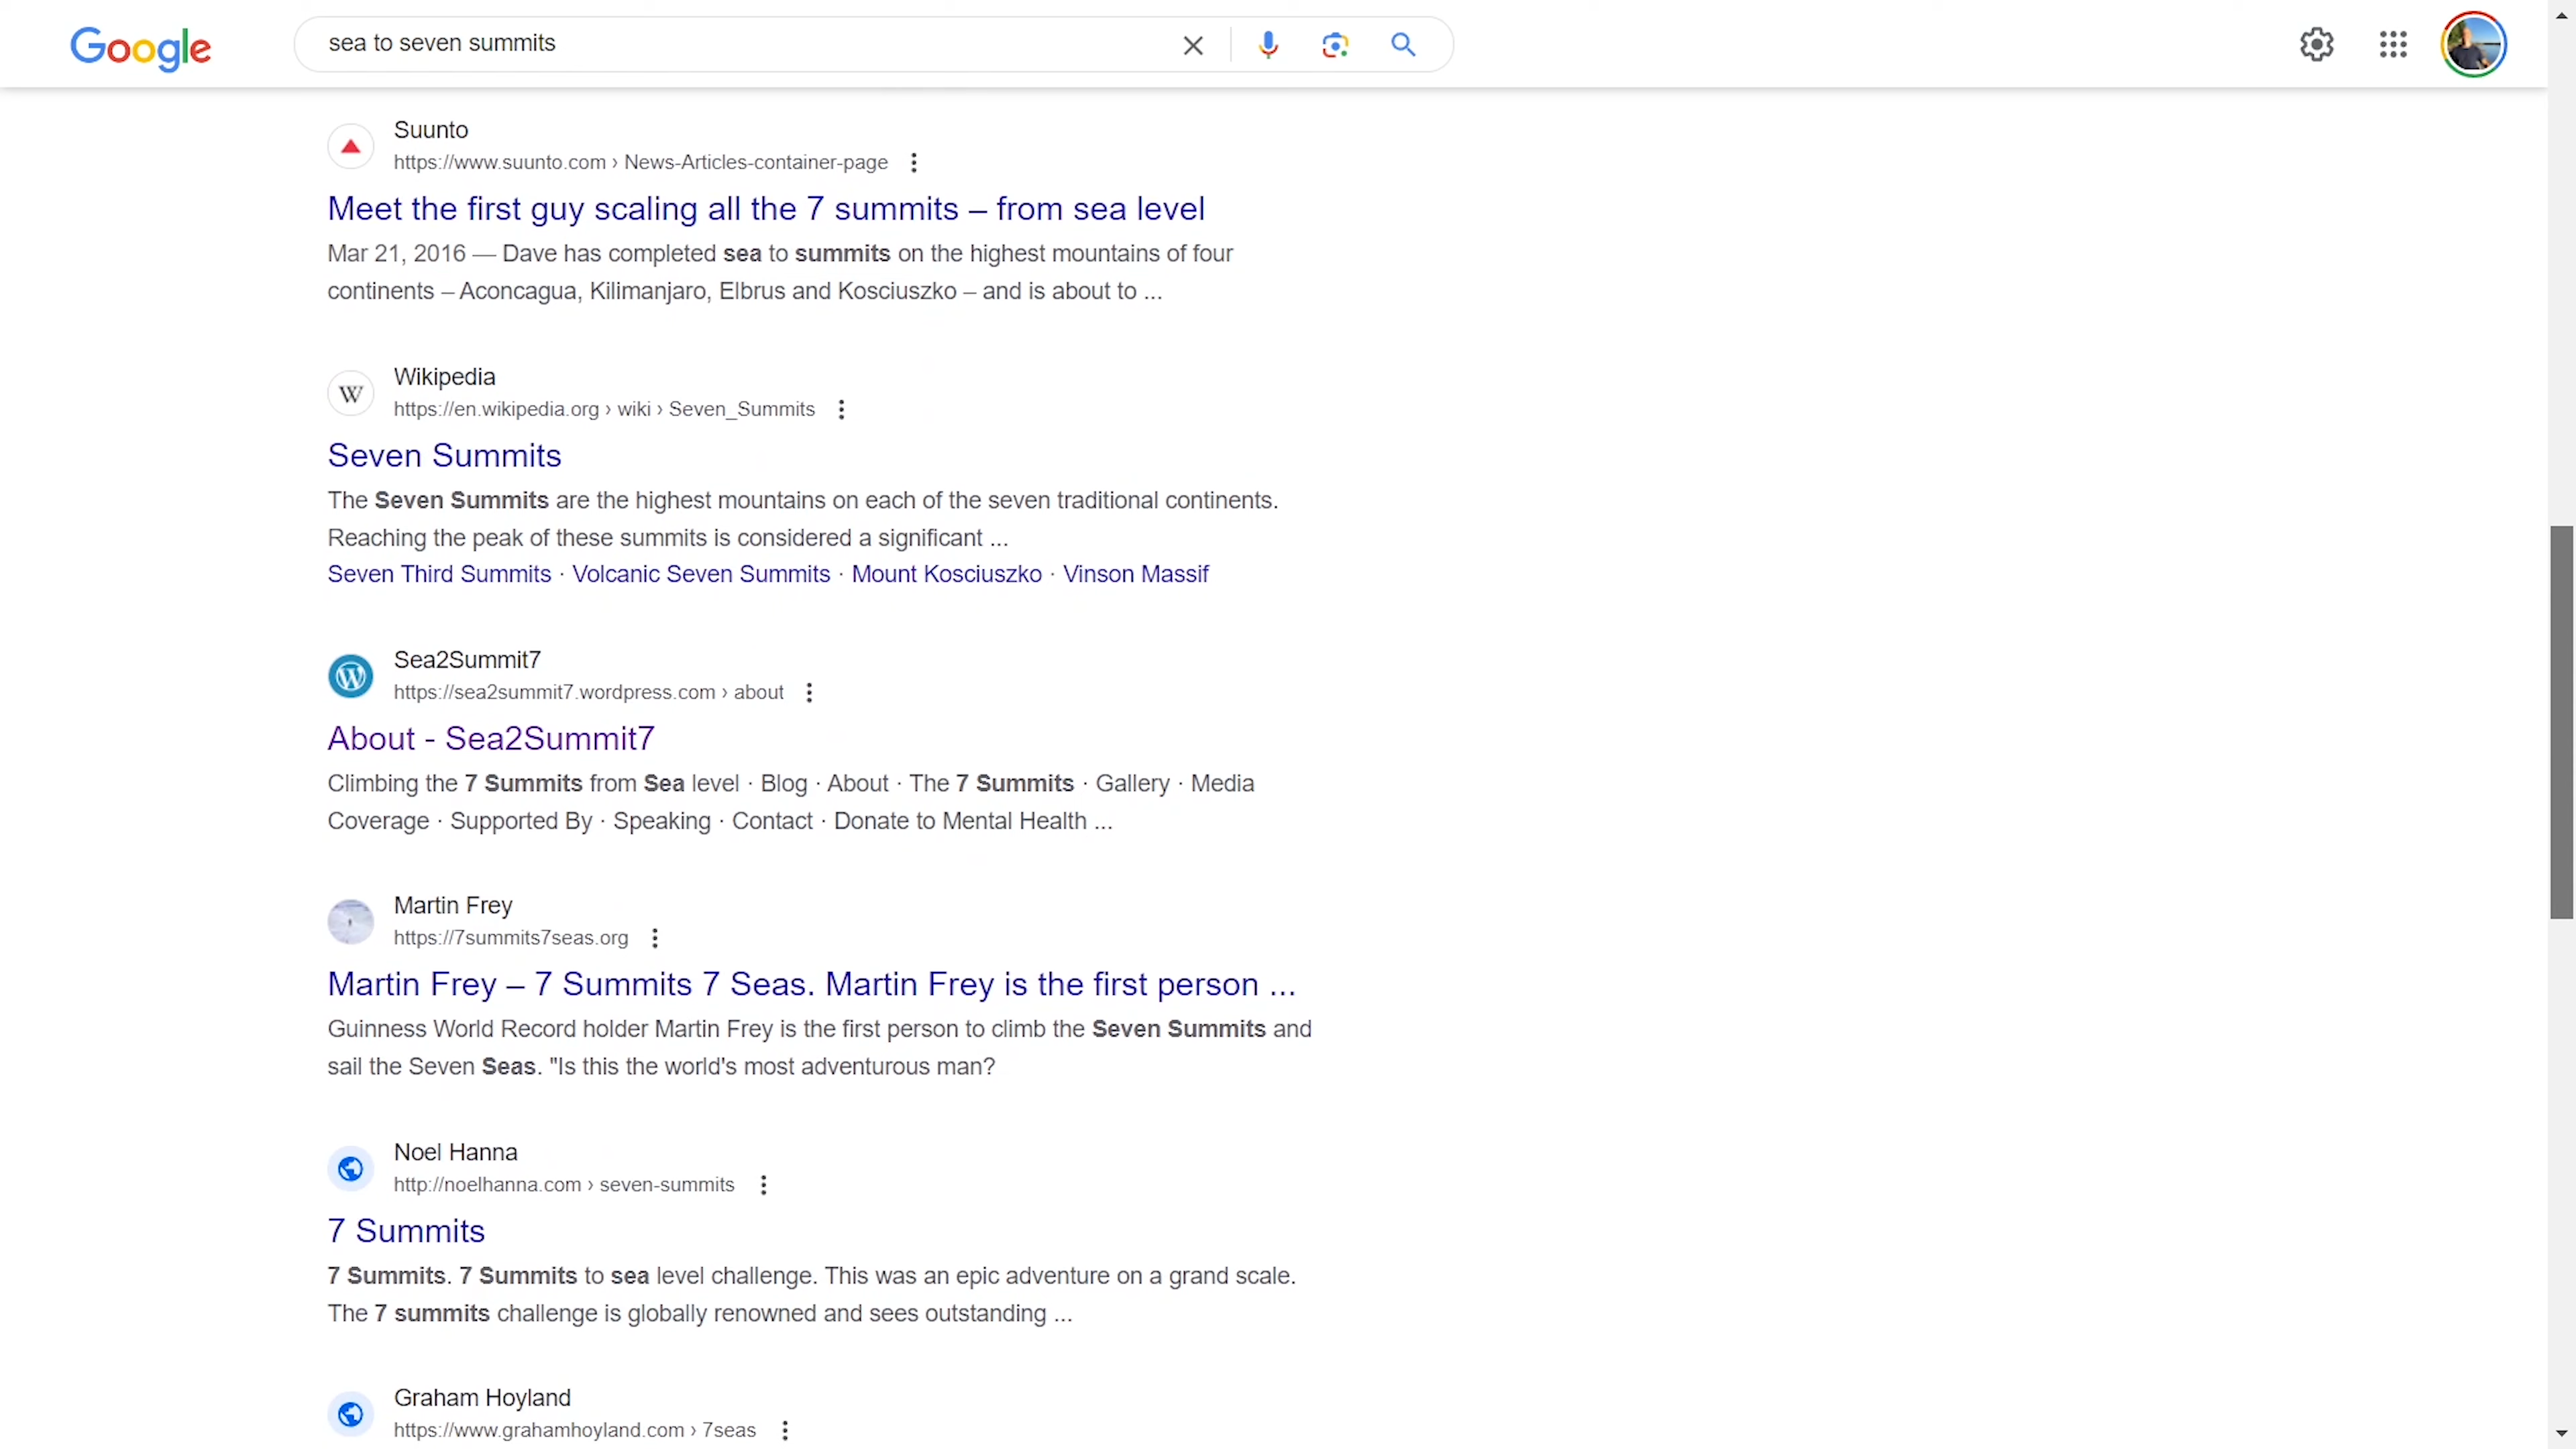 Google
sea to seven summits
Suunto
https://www.suunto.com › News-Articles-container-page
Meet the first guy scaling all the 7 summits – from sea level
Mar 21, 2016 — Dave has completed sea to summits on the highest mountains of four
continents – Aconcagua, Kilimanjaro, Elbrus and Kosciuszko – and is about to ...
W
Wikipedia
https://en.wikipedia.org › wiki › Seven_Summits
Seven Summits
The Seven Summits are the highest mountains on each of the seven traditional continents.
Reaching the peak of these summits is considered a significant ...
Seven Third Summits · Volcanic Seven Summits · Mount Kosciuszko · Vinson Massif
Sea2Summit7
https://sea2summit7.wordpress.com › about
About - Sea2Summit7
Climbing the 7 Summits from Sea level · Blog · About · The 7 Summits · Gallery · Media
Coverage · Supported By · Speaking · Contact · Donate to Mental Health ...
Martin Frey
https://7summits7seas.org
Martin Frey – 7 Summits 7 Seas. Martin Frey is the first person ...
Guinness World Record holder Martin Frey is the first person to climb the Seven Summits and
sail the Seven Seas. "Is this the world's most adventurous man?
Noel Hanna
http://noelhanna.com › seven-summits
7 Summits
7 Summits. 7 Summits to sea level challenge. This was an epic adventure on a grand scale.
The 7 summits challenge is globally renowned and sees outstanding ...
Graham Hoyland
https://www.grahamhoyland.com › 7seas